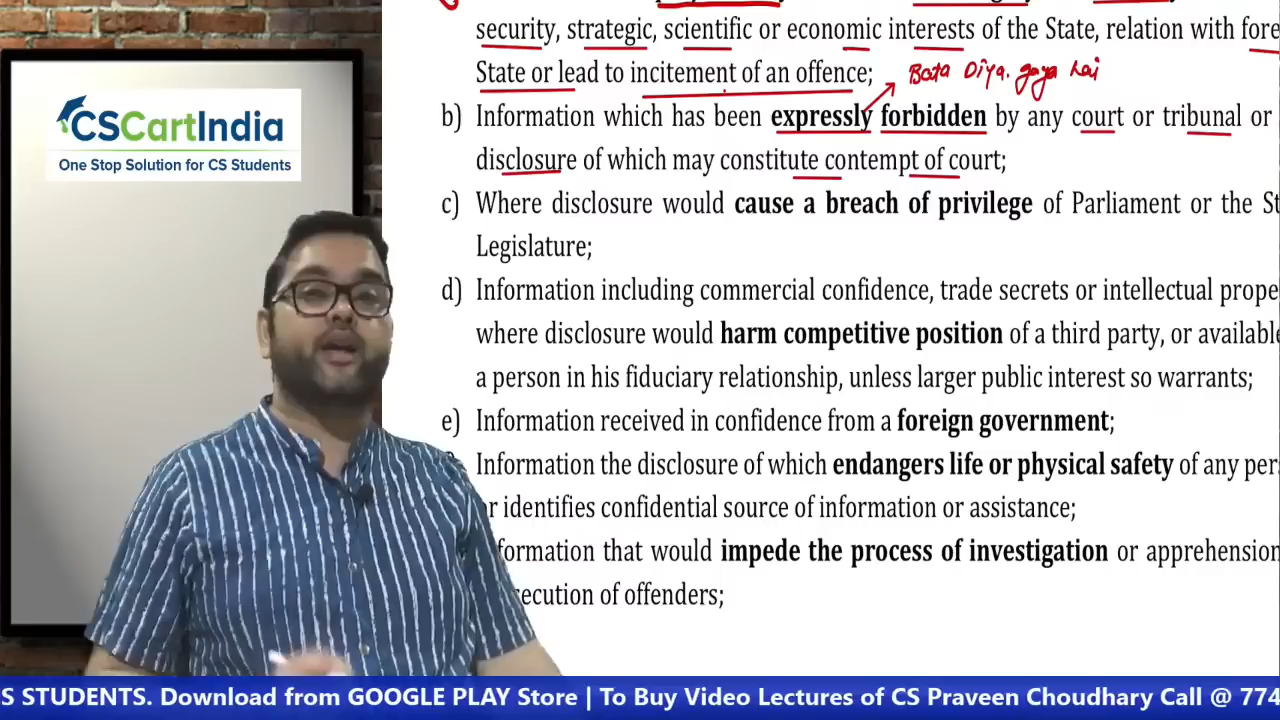 CSCartIndia
One Stop Solution for CS Students
security, strategic, scientific or economic interests of the State, relation with fore
State or lead to incitement of an offence;
Bata Diya. gaya hai
b) Information which has been expressly forbidden by any court or tribunal or
disclosure of which may constitute contempt of court;
c) Where disclosure would cause a breach of privilege of Parliament or the St
Legislature;
d) Information including commercial confidence, trade secrets or intellectual prope
where disclosure would harm competitive position of a third party, or available
a person in his fiduciary relationship, unless larger public interest so warrants;
e) Information received in confidence from a foreign government;
Information the disclosure of which endangers life or physical safety of any per
or identifies confidential source of information or assistance;
formation that would impede the process of investigation or apprehension
secution of offenders;
S STUDENTS. Download from GOOGLE PLAY Store | To Buy Video Lectures of CS Praveen Choudhary Call @ 774